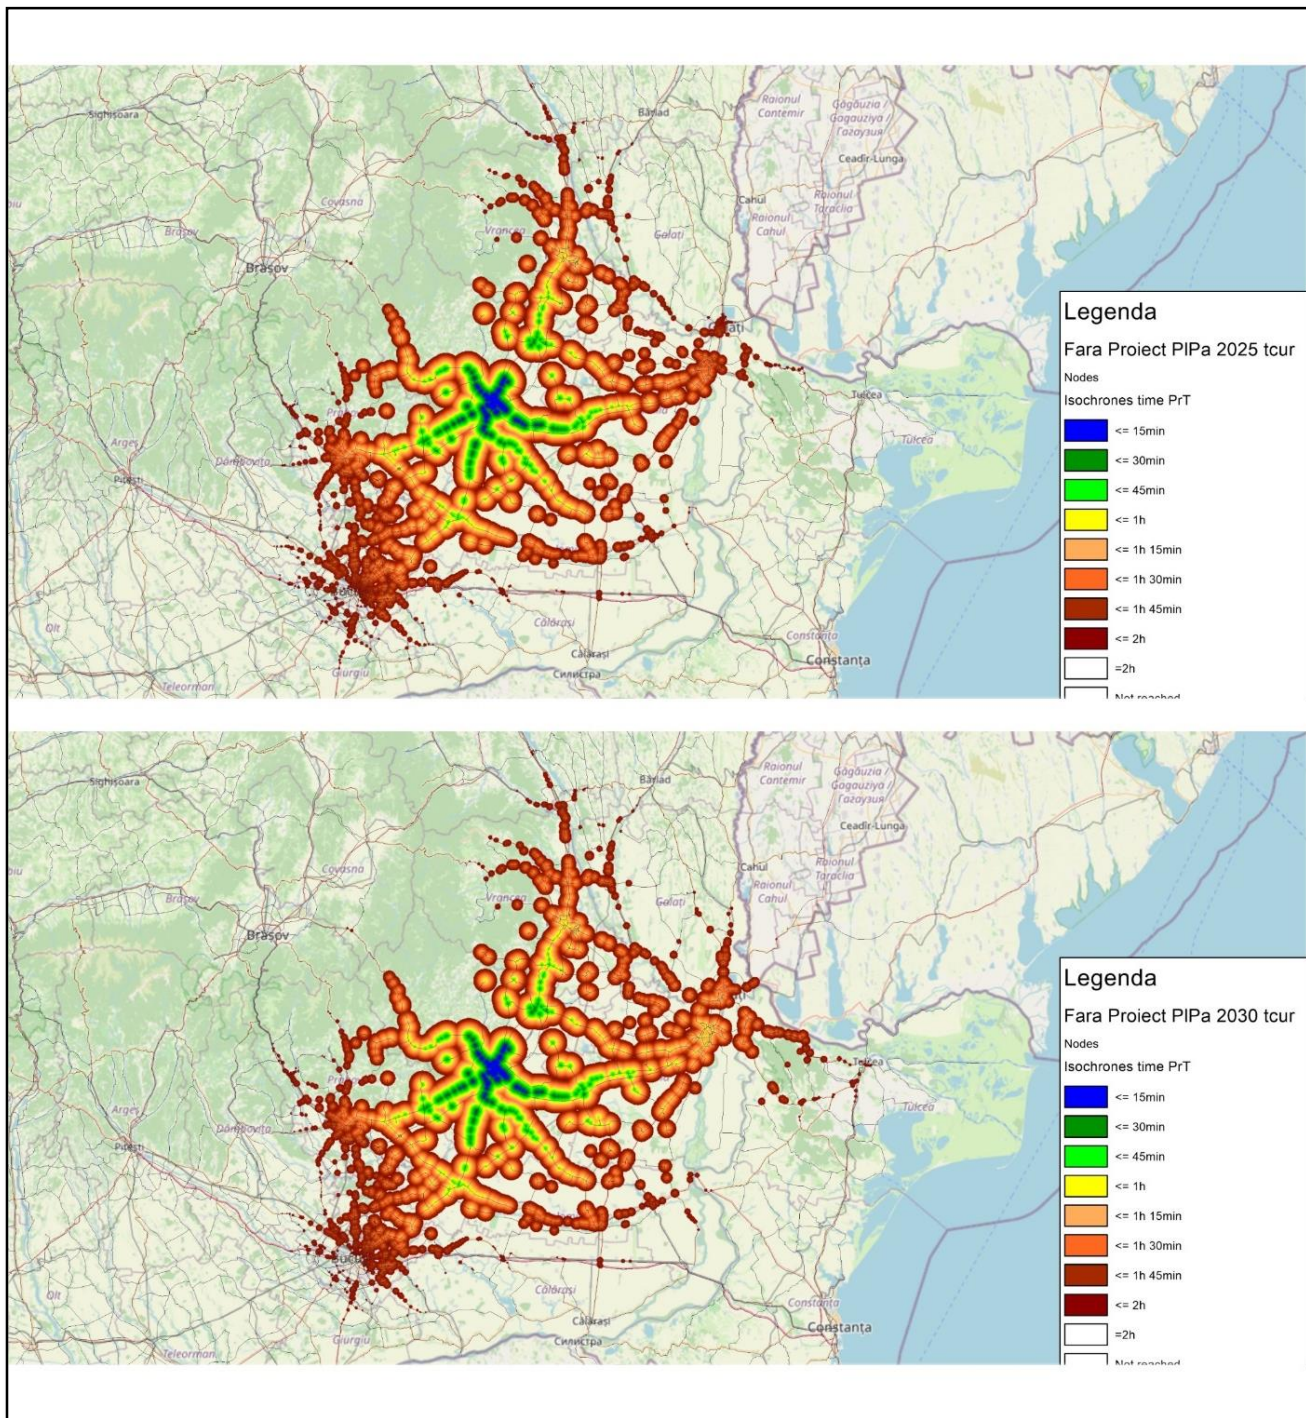 Sighișoara
Bârlad
Raionul
Cantemir
Găgăuzia /
Gagauziya /
Гагаузия
Ceadîr-Lunga
Covasna
Cahul
Raionul
Taraclia
Brașov
Vrancea
Galați
Raionul
Cahul
Brașov
Legenda
Fara Proiect PIPa 2025 tcur
Nodes
Isochrones time PrT
Tulcea
Tulcea
<= 15min
Argeș
Dâmbovița
<= 30min
Pitești
<= 45min
<= 1h
<= 1h 15min
<= 1h 30min
Olt
Călărași
<= 1h 45min
Constanța
<= 2h
Călărași
Constanța
Силистра
Giurgiu
Teleorman
=2h
Not reached
Sighișoara
Bârlad
Raionul
Cantemir
Găgăuzia /
Gagauziya /
Гагаузия
Ceadîr-Lunga
Covasna
Cahul
Raionul
Taraclia
Brașov
Vrancea
Galați
Raionul
Cahul
Brașov
Legenda
Fara Proiect PIPa 2030 tcur
Nodes
Isochrones time PrT
Tulcea
Tulcea
<= 15min
Argeș
Dâmbovița
<= 30min
Pitești
<= 45min
<= 1h
<= 1h 15min
<= 1h 30min
Olt
Călărași
<= 1h 45min
Constanța
<= 2h
Călărași
Constanța
Силистра
Giurgiu
Teleorman
=2h
Not reached